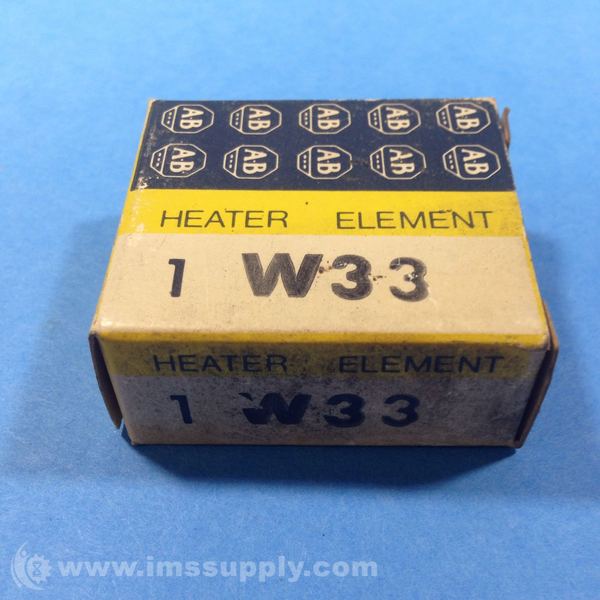 AB AB AB AB AB
AB AB AB AB AB
HEATER ELEMENT
1 W33
HEATER ELEMENT
1 W33
www.imssupply.com